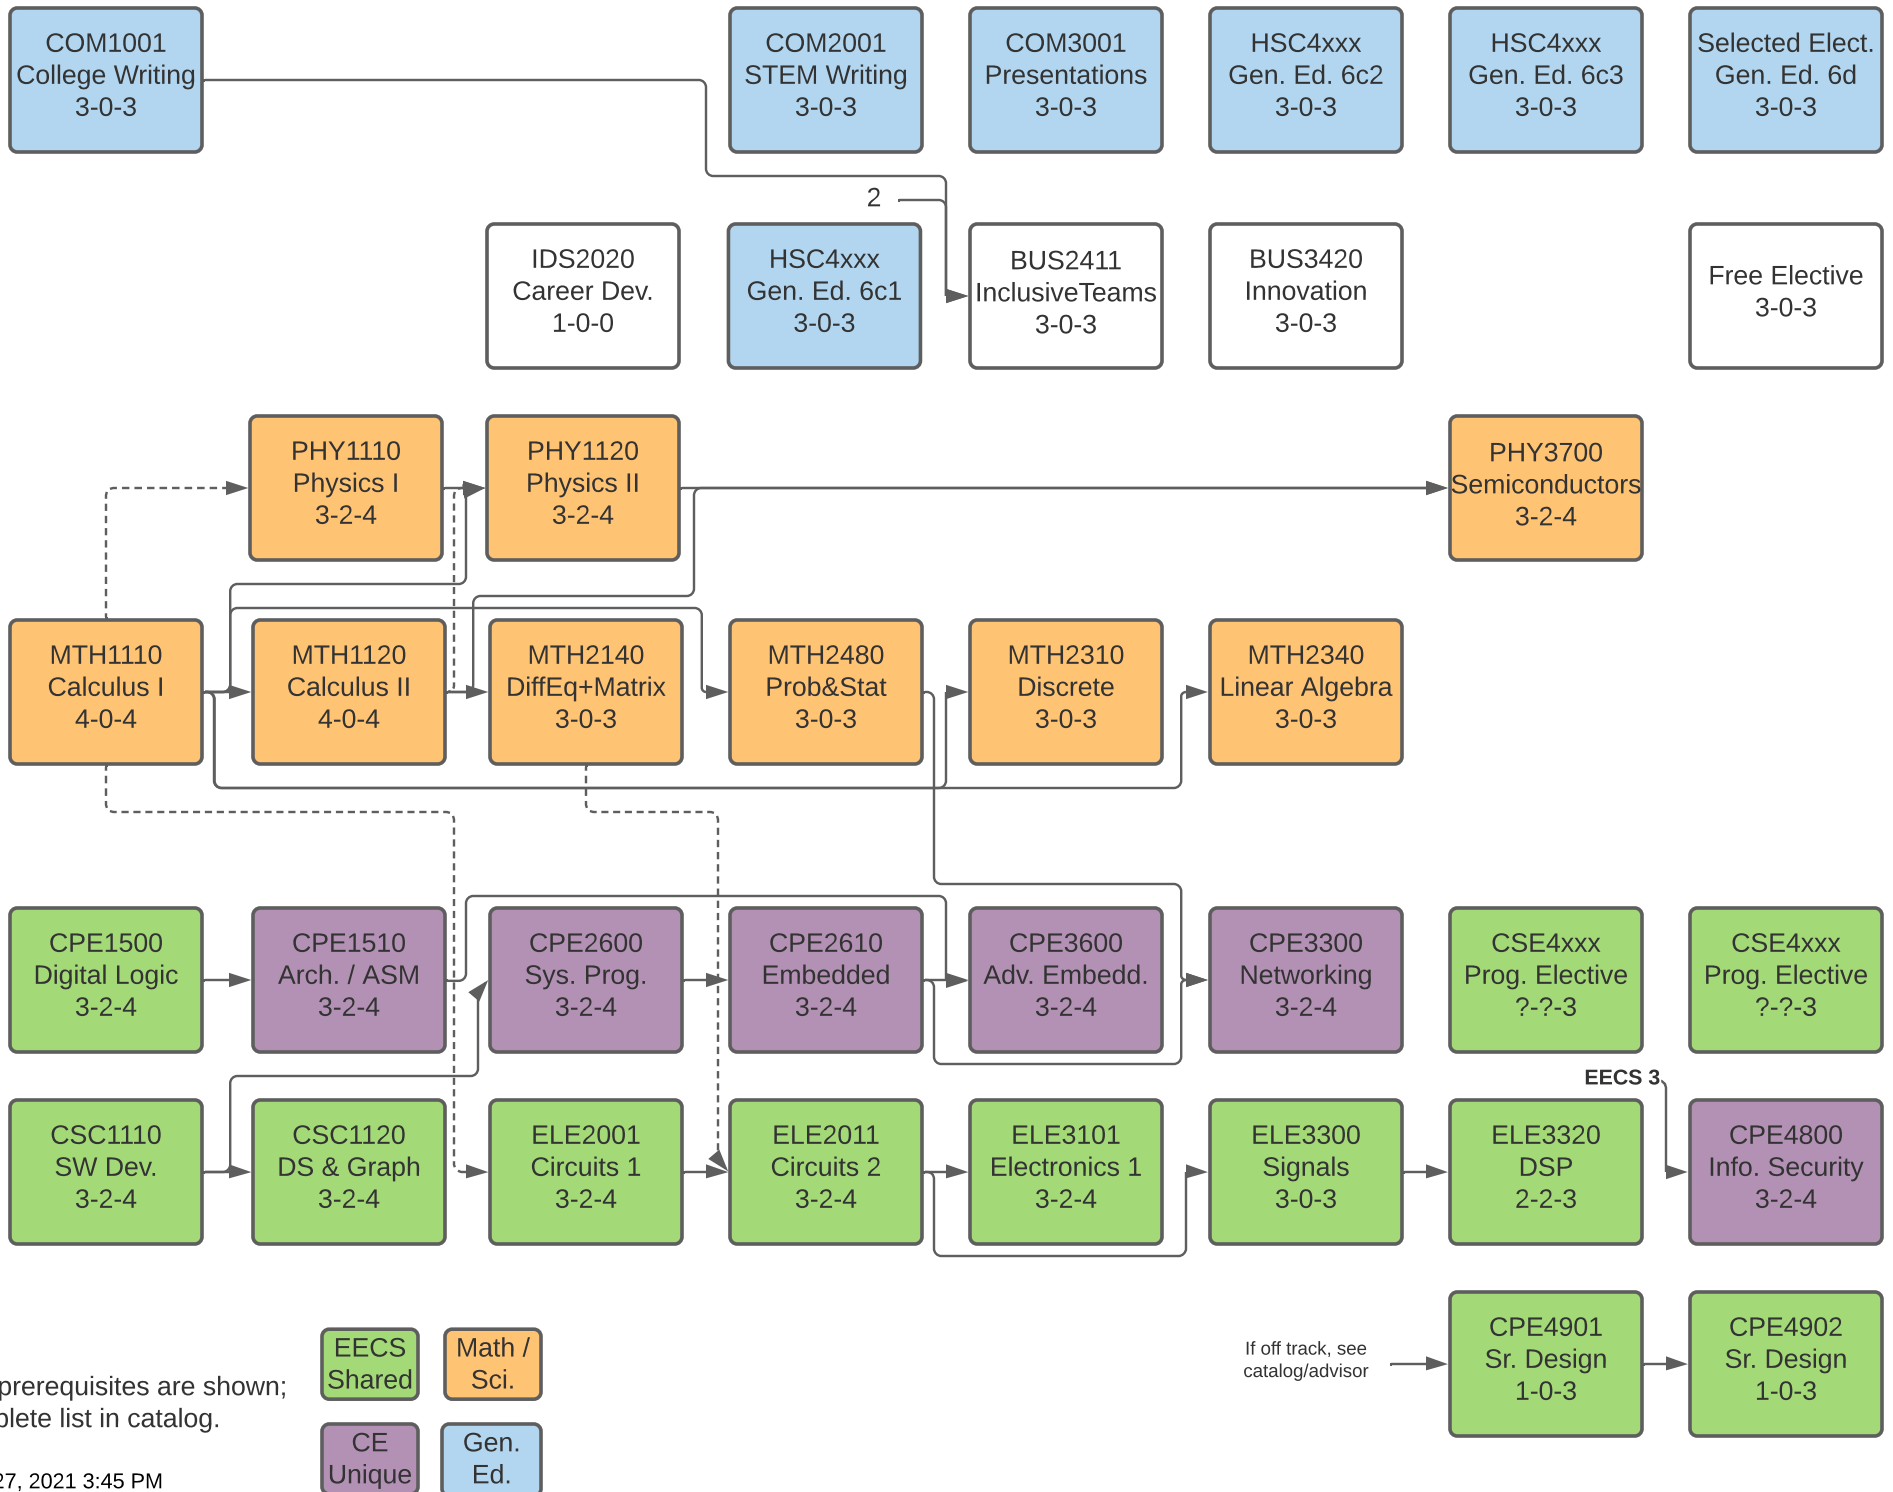 COM1001
College Writing
3-0-3
COM2001
STEM Writing
3-0-3
COM3001
Presentations
3-0-3
HSC4xxx
Gen. Ed. 6c2
3-0-3
HSC4xxx
Gen. Ed. 6c3
3-0-3
Selected Elect.
Gen. Ed. 6d
3-0-3
2
IDS2020
Career Dev.
1-0-0
HSC4xxx
Gen. Ed. 6c1
3-0-3
BUS2411
InclusiveTeams
3-0-3
BUS3420
Innovation
3-0-3
Free Elective
3-0-3
PHY1110
Physics I
3-2-4
PHY1120
Physics II
3-2-4
PHY3700
Semiconductors
3-2-4
MTH1110
Calculus I
4-0-4
MTH1120
Calculus II
4-0-4
MTH2140
DiffEq+Matrix
3-0-3
MTH2480
Prob&Stat
3-0-3
MTH2310
Discrete
3-0-3
MTH2340
Linear Algebra
3-0-3
CPE1500
Digital Logic
3-2-4
CPE1510
Arch. / ASM
3-2-4
CPE2600
Sys. Prog.
3-2-4
CPE2610
Embedded
3-2-4
CPE3600
Adv. Embedd.
3-2-4
CPE3300
Networking
3-2-4
CSE4xxx
Prog. Elective
?-?-3
CSE4xxx
Prog. Elective
?-?-3
EECS 3
CSC1110
SW Dev.
3-2-4
CSC1120
DS & Graph
3-2-4
ELE2001
Circuits 1
3-2-4
ELE2011
Circuits 2
3-2-4
ELE3101
Electronics 1
3-2-4
ELE3300
Signals
3-0-3
ELE3320
DSP
2-2-3
CPE4800
Info. Security
3-2-4
If off track, see
catalog/advisor
CPE4901
Sr. Design
1-0-3
CPE4902
Sr. Design
1-0-3
prerequisites are shown;
list in catalog.
27, 2021 3:45 PM
EECS
Shared
Math /
Sci.
CE
Unique
Gen.
Ed.